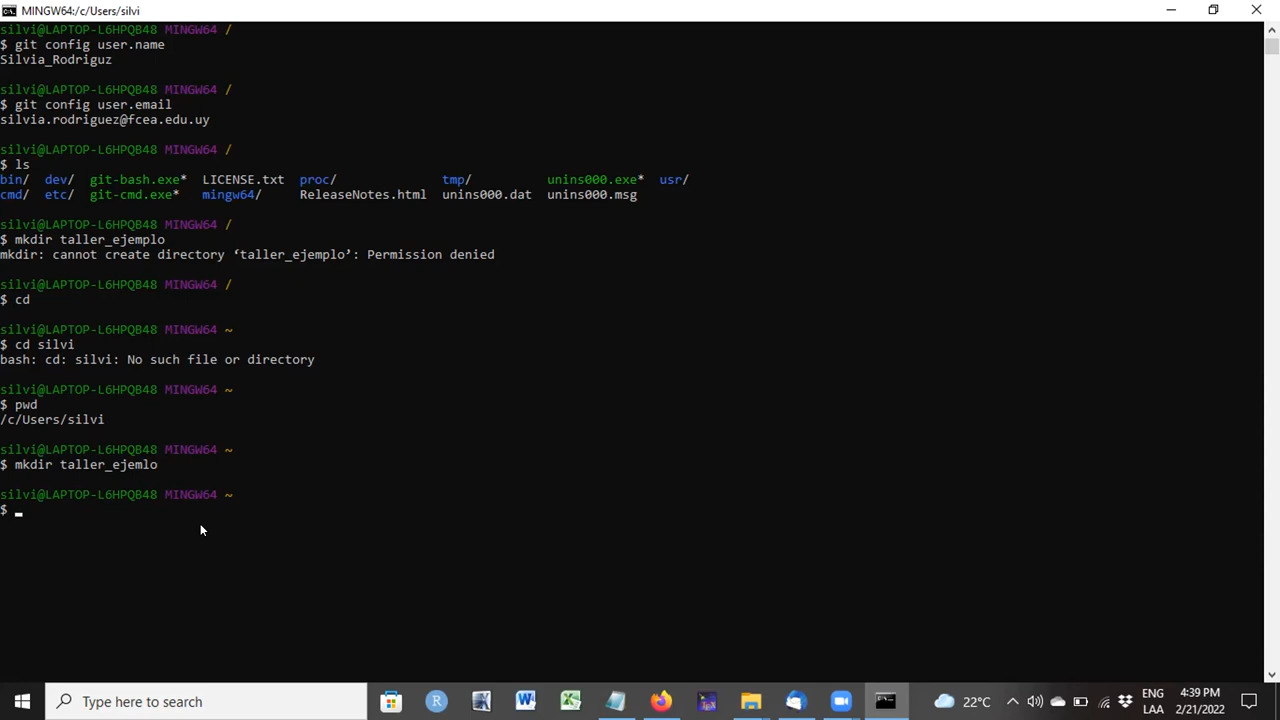 MINGW64:/c/Users/silvi
silvi@LAPTOP-L6HPQB48 MINGW64 /
$ git config user.name
Silvia_Rodriguz
silvi@LAPTOP-L6HPQB48 MINGW64 /
$ git config user.email
silvia.rodriguez@fcea.edu.uy
silvi@LAPTOP-L6HPQB48 MINGW64 /
$ ls
bin/ dev/ git-bash.exe* LICENSE.txt proc/ tmp/ unins000.exe* usr/
cmd/ etc/ git-cmd.exe* mingw64/ ReleaseNotes.html unins000.dat unins000.msg
silvi@LAPTOP-L6HPQB48 MINGW64 /
$ mkdir taller_ejemplo
mkdir: cannot create directory ‘taller_ejemplo’: Permission denied
silvi@LAPTOP-L6HPQB48 MINGW64 /
$ cd
silvi@LAPTOP-L6HPQB48 MINGW64 ~
$ cd silvi
bash: cd: silvi: No such file or directory
silvi@LAPTOP-L6HPQB48 MINGW64 ~
$ pwd
/c/Users/silvi
silvi@LAPTOP-L6HPQB48 MINGW64 ~
$ mkdir taller_ejemlo
silvi@LAPTOP-L6HPQB48 MINGW64 ~
$
Type here to search
22°C
ENG
LAA
4:39 PM
2/21/2022